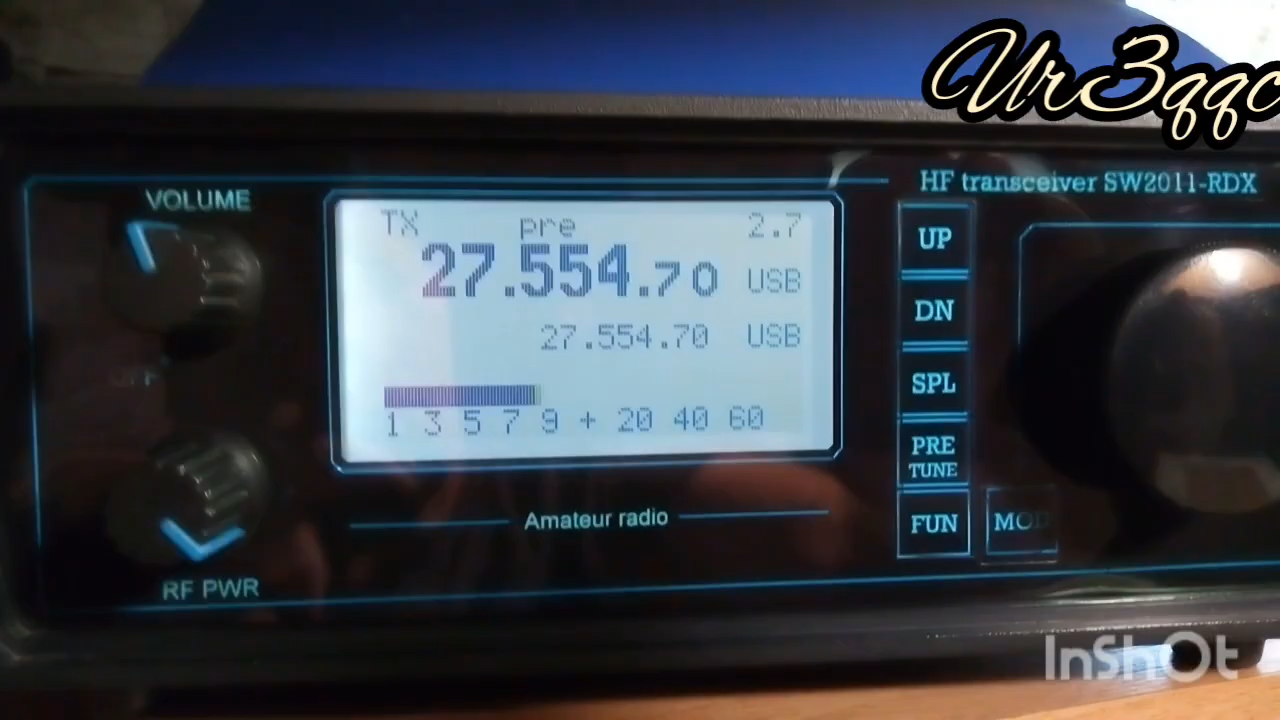 Ur3qqc
HF transceiver SW2011-RDX
VOLUME
TX pre 2.7
27.554.70 USB
27.554.70 USB
1 3 5 7 9 + 20 40 60
UP
DN
SPL
PRE
TUNE
FUN
MOD
Amateur radio
RF PWR
InShOt